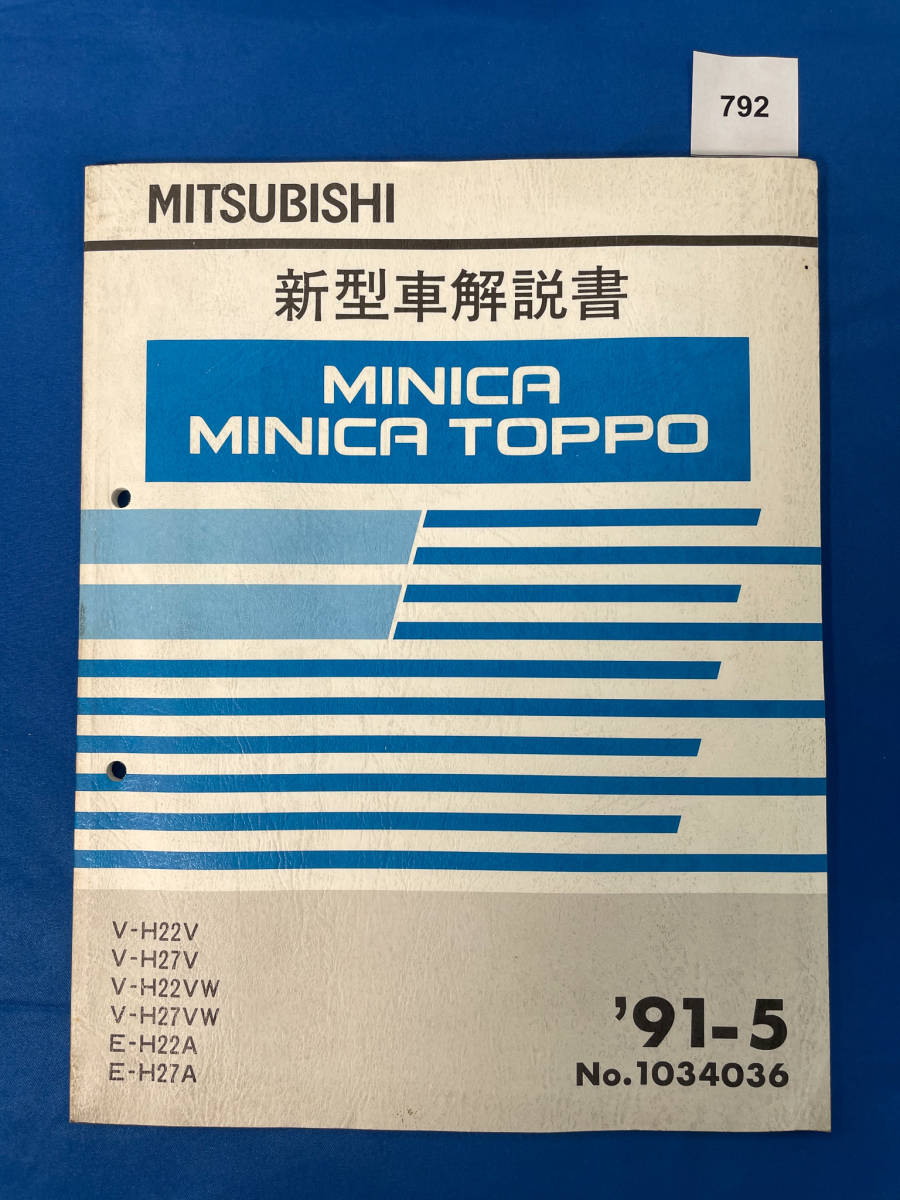 792
MITSUBISHI
新型車解説書
MINICA
MINICA TOPPO
V-H22V
V-H27V
V-H22VW
V-H27VW
E-H22A
E-H27A
'91-5
No.1034036